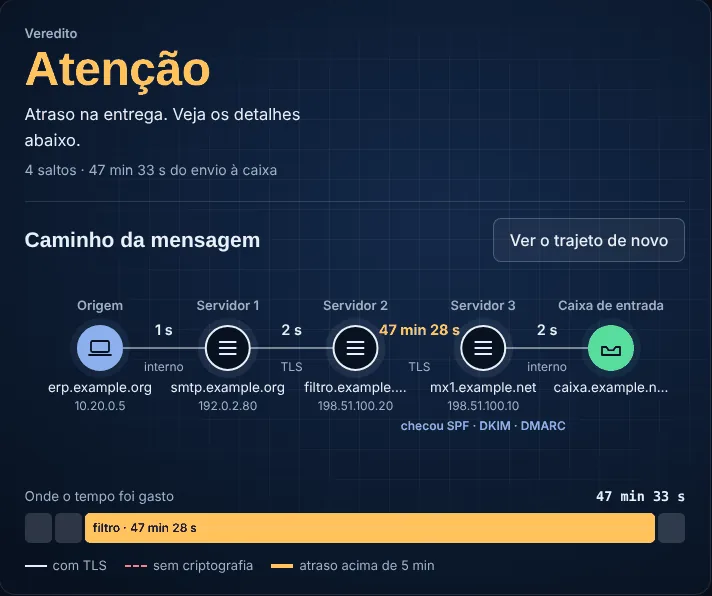 Veredito
Atenção
Atraso na entrega. Veja os detalhes
abaixo.
4 saltos · 47 min 33 s do envio à caixa
Caminho da mensagem
Ver o trajeto de novo
Origem
Servidor 1
Servidor 2
Servidor 3
Caixa de entrada
1 s
2 s
47 min 28 s
2 s
interno
TLS
TLS
interno
erp.example.org
smtp.example.org
filtro.example....
mx1.example.net
caixa.example.n...
10.20.0.5
192.0.2.80
198.51.100.20
198.51.100.10
checou SPF · DKIM · DMARC
Onde o tempo foi gasto
47 min 33 s
filtro · 47 min 28 s
com TLS
sem criptografia
atraso acima de 5 min